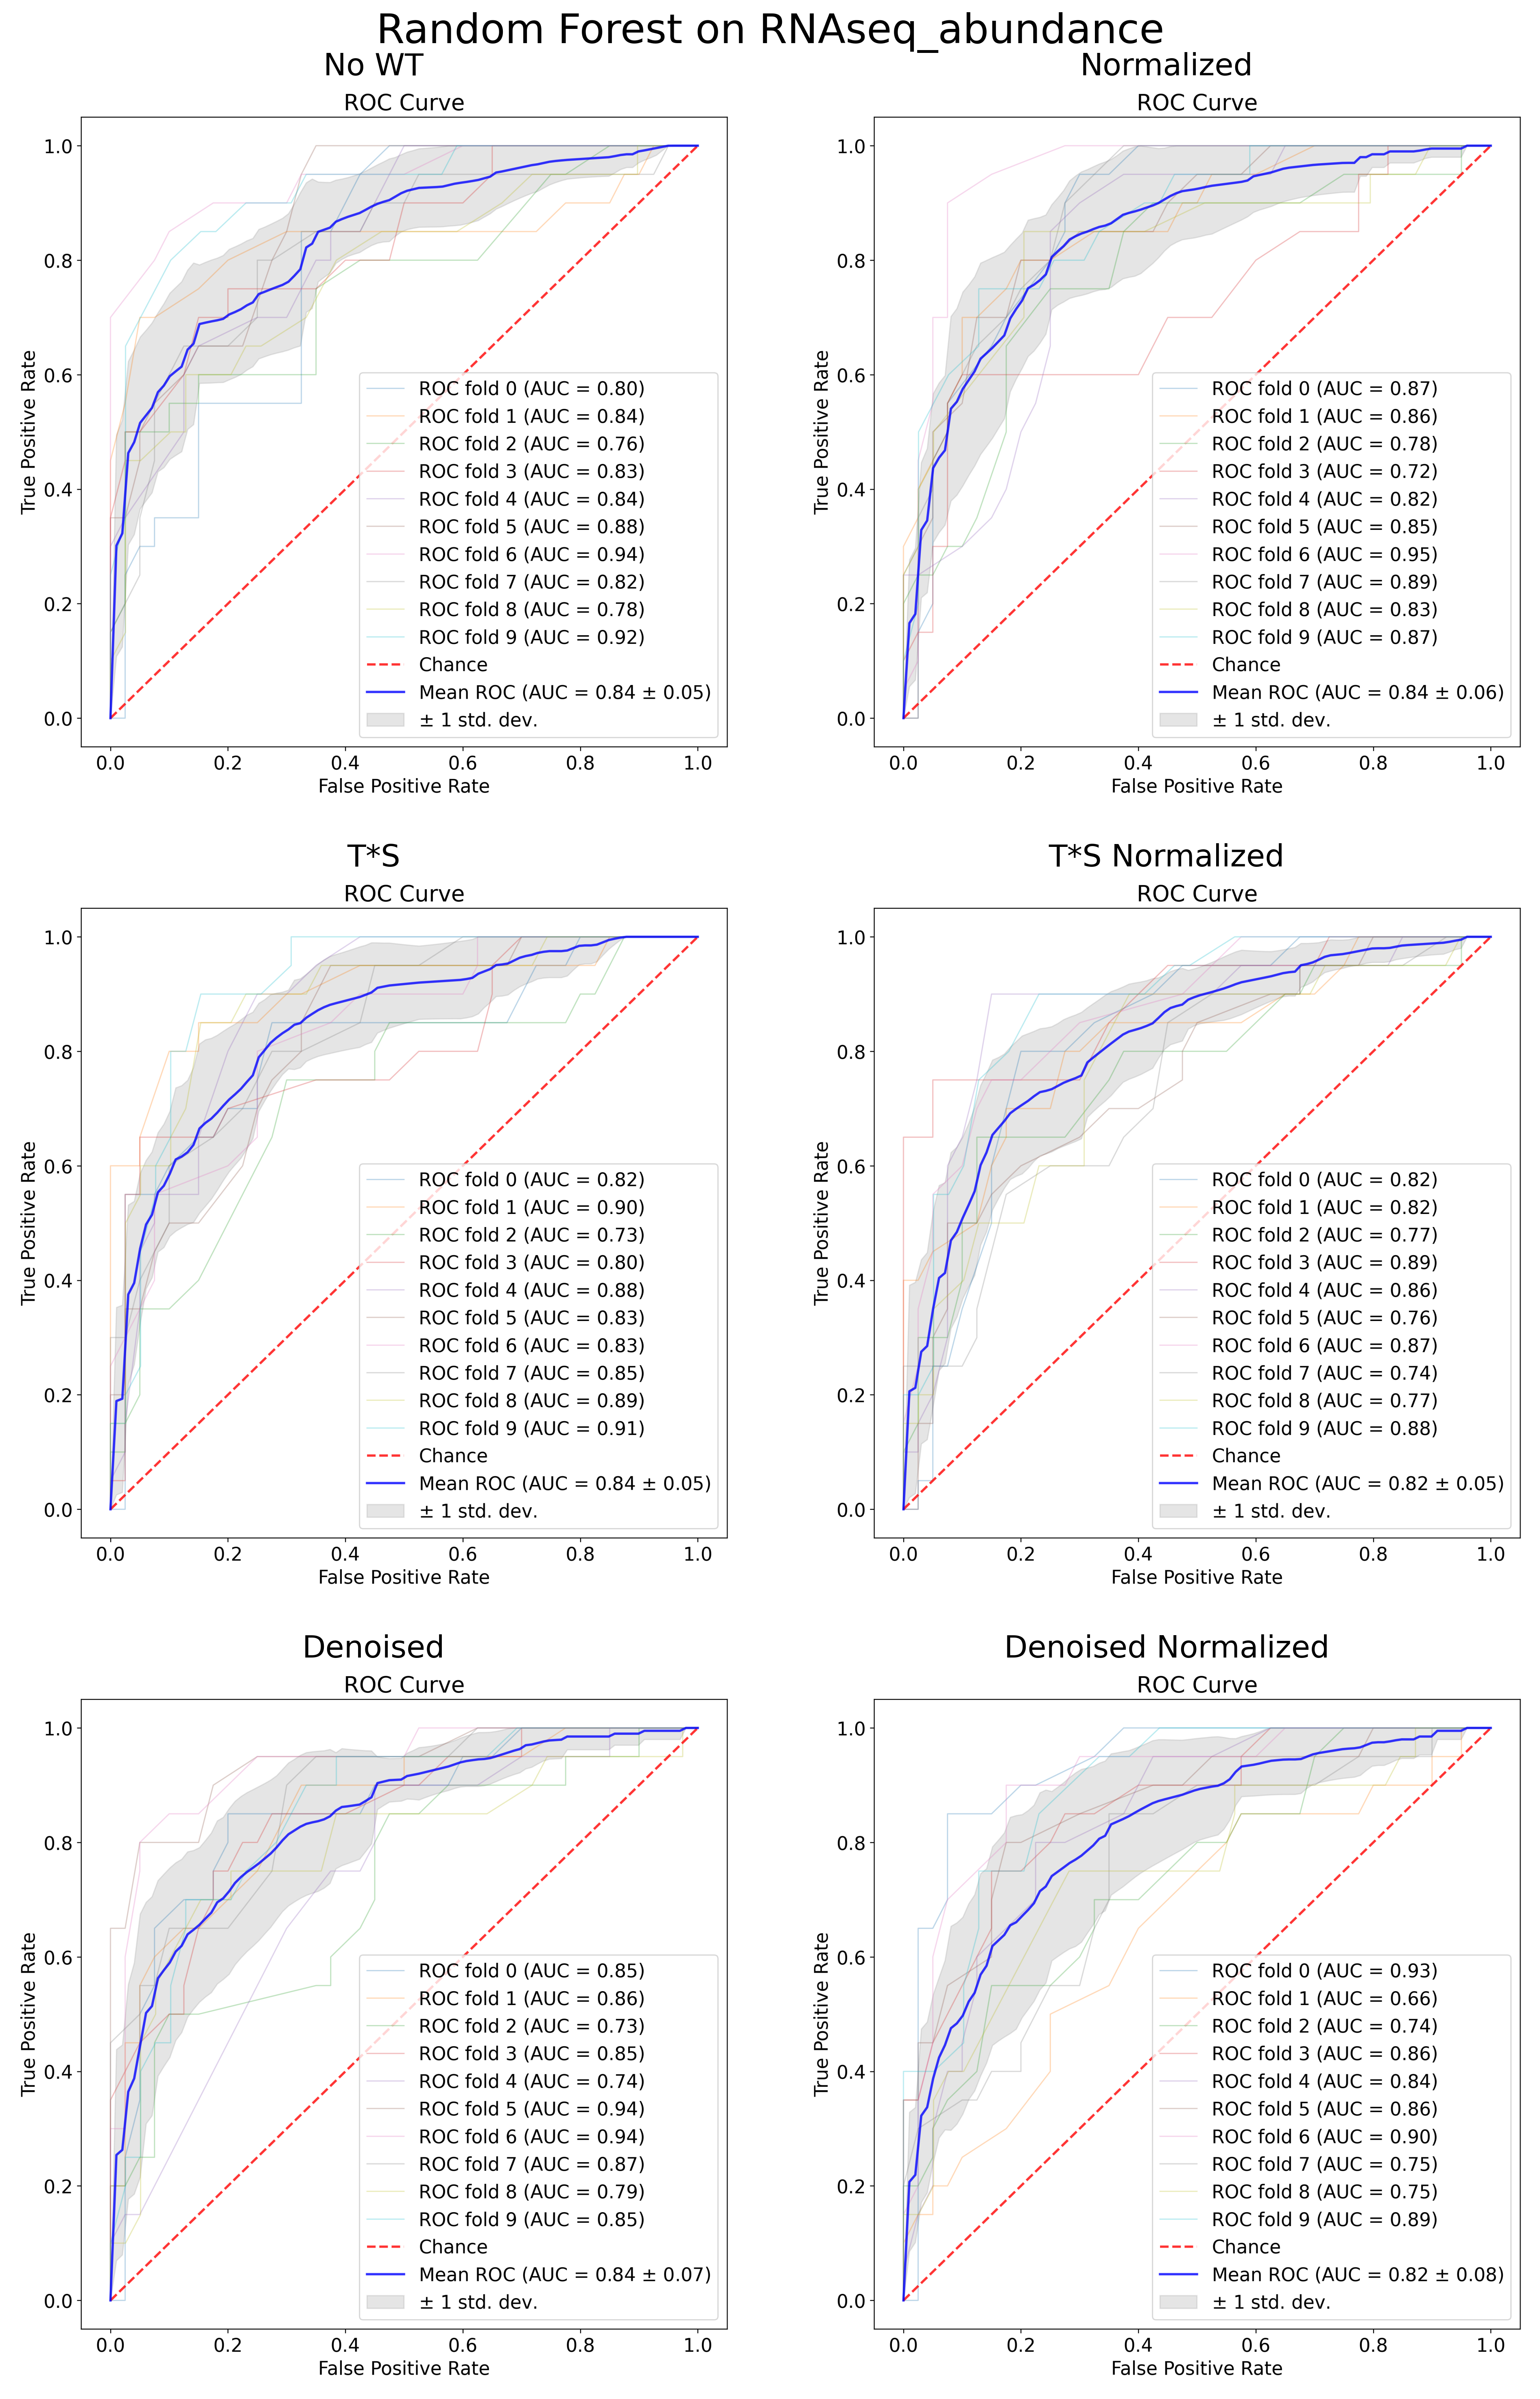 Random Forest on RNAseq_abundance
No WT
ROC Curve
True Positive Rate
1.0
0.8
0.6
0.4
0.2
0.0
ROC fold 0 (AUC = 0.80)
ROC fold 1 (AUC = 0.84)
ROC fold 2 (AUC = 0.76)
ROC fold 3 (AUC = 0.83)
ROC fold 4 (AUC = 0.84)
ROC fold 5 (AUC = 0.88)
ROC fold 6 (AUC = 0.94)
ROC fold 7 (AUC = 0.82)
ROC fold 8 (AUC = 0.78)
ROC fold 9 (AUC = 0.92)
Chance
Mean ROC (AUC = 0.84 ± 0.05)
± 1 std. dev.
0.0 0.2 0.4 0.6 0.8 1.0
False Positive Rate
Normalized
ROC Curve
True Positive Rate
1.0
0.8
0.6
0.4
0.2
0.0
ROC fold 0 (AUC = 0.87)
ROC fold 1 (AUC = 0.86)
ROC fold 2 (AUC = 0.78)
ROC fold 3 (AUC = 0.72)
ROC fold 4 (AUC = 0.82)
ROC fold 5 (AUC = 0.85)
ROC fold 6 (AUC = 0.95)
ROC fold 7 (AUC = 0.89)
ROC fold 8 (AUC = 0.83)
ROC fold 9 (AUC = 0.87)
Chance
Mean ROC (AUC = 0.84 ± 0.06)
± 1 std. dev.
0.0 0.2 0.4 0.6 0.8 1.0
False Positive Rate
T*S
ROC Curve
True Positive Rate
1.0
0.8
0.6
0.4
0.2
0.0
ROC fold 0 (AUC = 0.82)
ROC fold 1 (AUC = 0.90)
ROC fold 2 (AUC = 0.73)
ROC fold 3 (AUC = 0.80)
ROC fold 4 (AUC = 0.88)
ROC fold 5 (AUC = 0.83)
ROC fold 6 (AUC = 0.83)
ROC fold 7 (AUC = 0.85)
ROC fold 8 (AUC = 0.89)
ROC fold 9 (AUC = 0.91)
Chance
Mean ROC (AUC = 0.84 ± 0.05)
± 1 std. dev.
0.0 0.2 0.4 0.6 0.8 1.0
False Positive Rate
T*S Normalized
ROC Curve
True Positive Rate
1.0
0.8
0.6
0.4
0.2
0.0
ROC fold 0 (AUC = 0.82)
ROC fold 1 (AUC = 0.82)
ROC fold 2 (AUC = 0.77)
ROC fold 3 (AUC = 0.89)
ROC fold 4 (AUC = 0.86)
ROC fold 5 (AUC = 0.76)
ROC fold 6 (AUC = 0.87)
ROC fold 7 (AUC = 0.74)
ROC fold 8 (AUC = 0.77)
ROC fold 9 (AUC = 0.88)
Chance
Mean ROC (AUC = 0.82 ± 0.05)
± 1 std. dev.
0.0 0.2 0.4 0.6 0.8 1.0
False Positive Rate
Denoised
ROC Curve
True Positive Rate
1.0
0.8
0.6
0.4
0.2
0.0
ROC fold 0 (AUC = 0.85)
ROC fold 1 (AUC = 0.86)
ROC fold 2 (AUC = 0.73)
ROC fold 3 (AUC = 0.85)
ROC fold 4 (AUC = 0.74)
ROC fold 5 (AUC = 0.94)
ROC fold 6 (AUC = 0.94)
ROC fold 7 (AUC = 0.87)
ROC fold 8 (AUC = 0.79)
ROC fold 9 (AUC = 0.85)
Chance
Mean ROC (AUC = 0.84 ± 0.07)
± 1 std. dev.
0.0 0.2 0.4 0.6 0.8 1.0
False Positive Rate
Denoised Normalized
ROC Curve
True Positive Rate
1.0
0.8
0.6
0.4
0.2
0.0
ROC fold 0 (AUC = 0.93)
ROC fold 1 (AUC = 0.66)
ROC fold 2 (AUC = 0.74)
ROC fold 3 (AUC = 0.86)
ROC fold 4 (AUC = 0.84)
ROC fold 5 (AUC = 0.86)
ROC fold 6 (AUC = 0.90)
ROC fold 7 (AUC = 0.75)
ROC fold 8 (AUC = 0.75)
ROC fold 9 (AUC = 0.89)
Chance
Mean ROC (AUC = 0.82 ± 0.08)
± 1 std. dev.
0.0 0.2 0.4 0.6 0.8 1.0
False Positive Rate